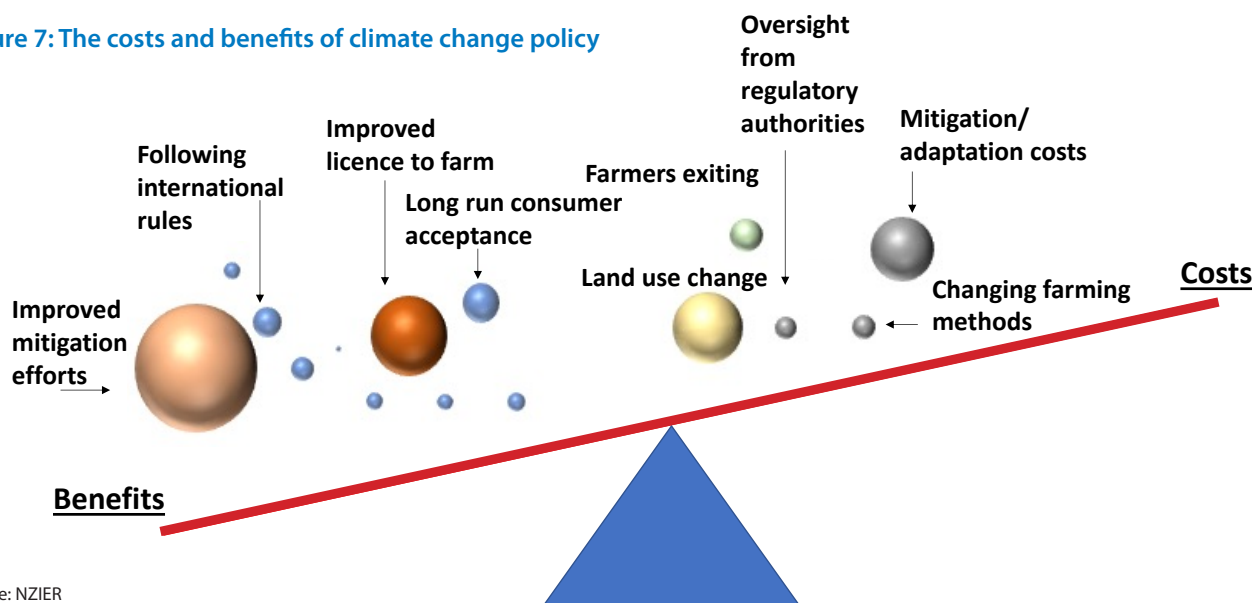 ure 7: The costs and benefits of climate change policy
Oversight
from
regulatory
authorities
Mitigation/
adaptation costs
Improved
licence to farm
Following
international
rules
Farmers exiting
Long run consumer
acceptance
Land use change
Costs
Changing farming
methods
Improved
mitigation
efforts
Benefits
e: NZIER